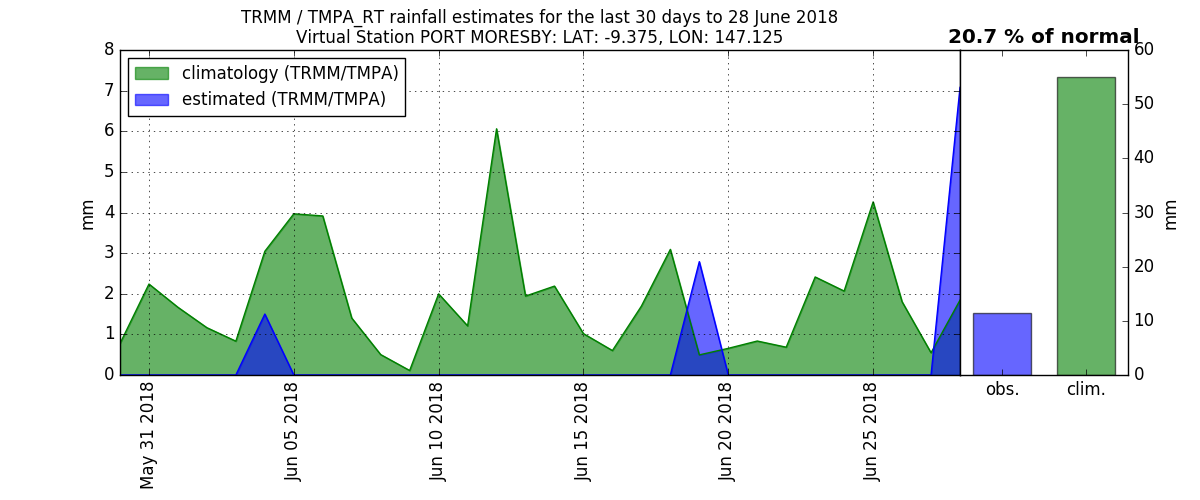 TRMM / TMPA_RT rainfall estimates for the last 30 days to 28 June 2018
Virtual Station PORT MORESBY: LAT: -9.375, LON: 147.125
20.7 % of normal
climatology (TRMM/TMPA)
estimated (TRMM/TMPA)
8
7
6
5
4
3
2
1
0
mm
May 31 2018
Jun 05 2018
Jun 10 2018
Jun 15 2018
Jun 20 2018
Jun 25 2018
60
50
40
30
20
10
0
mm
obs.
clim.